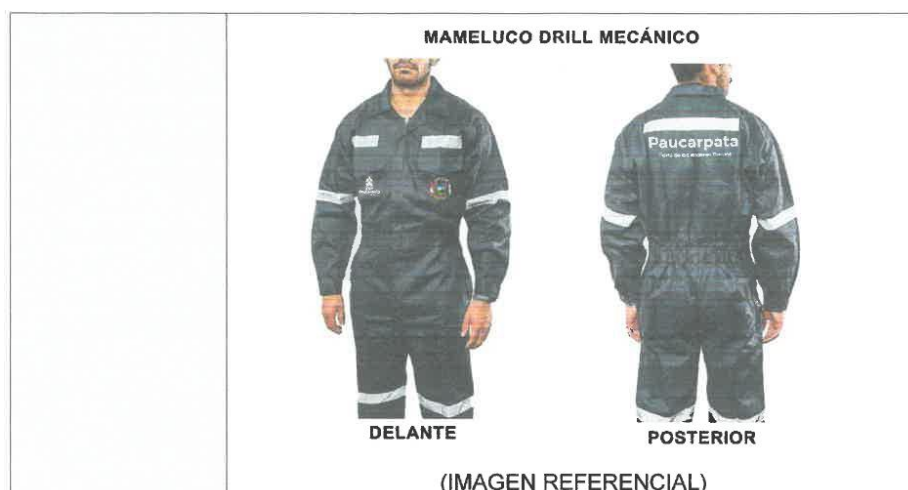 MAMELUCO DRILL MECÁNICO
Paucarpata
DELANTE
POSTERIOR
(IMAGEN REFERENCIAL)